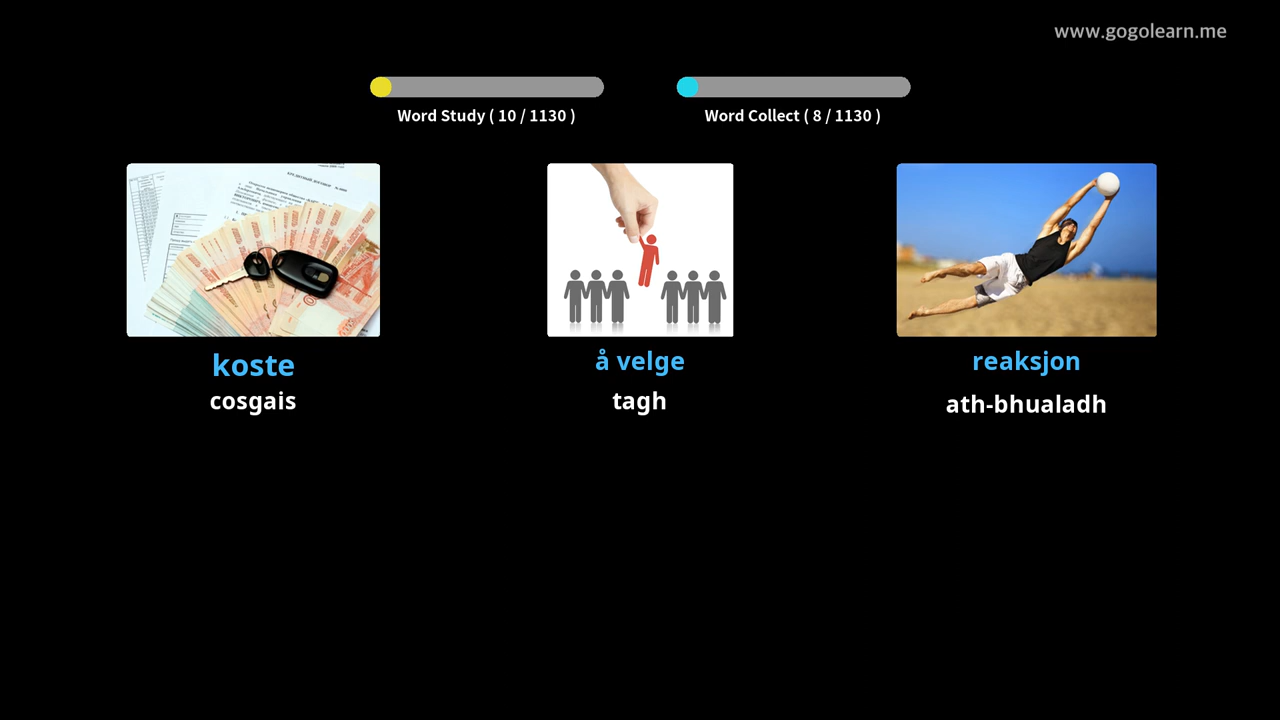 www.gogolearn.me
Word Study ( 10 / 1130 )
Word Collect ( 8 / 1130 )
koste
å velge
reaksjon
cosgais
tagh
ath-bhualadh